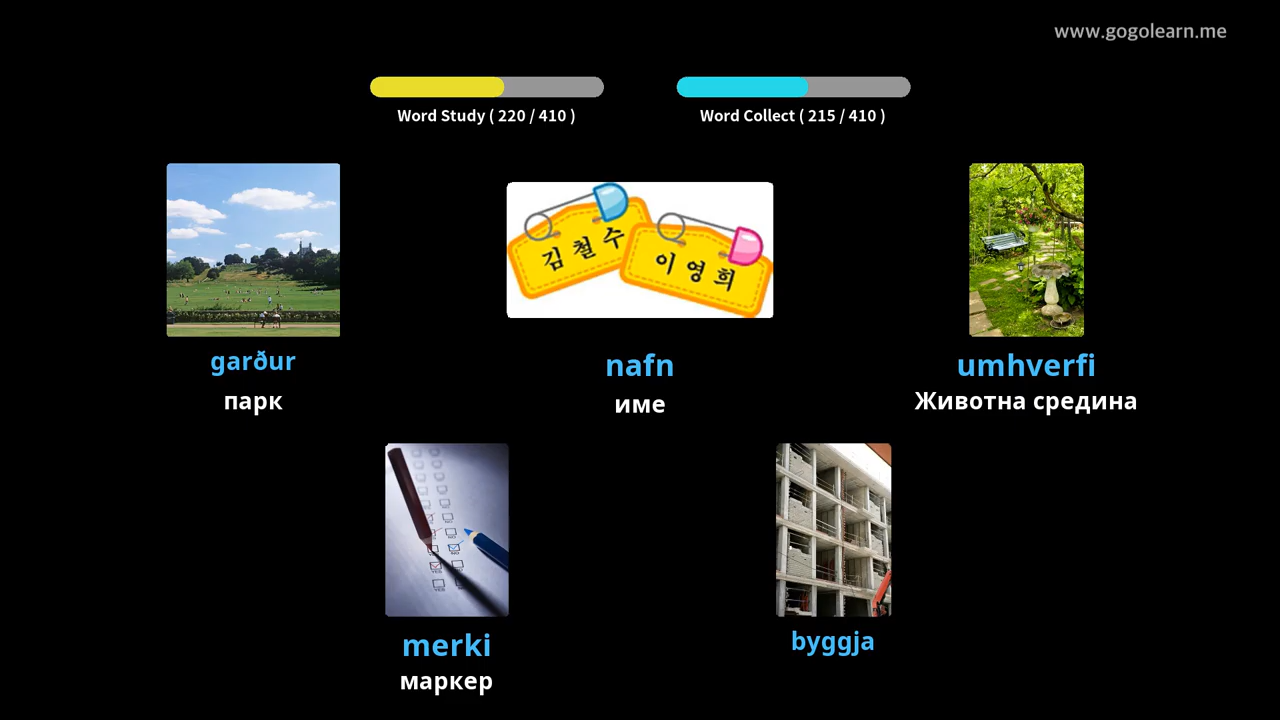 www.gogolearn.me
Word Study ( 220 / 410 )
Word Collect ( 215 / 410 )
김철수
이영희
garður
парк
nafn
име
umhverfi
Животна средина
merki
маркер
byggja